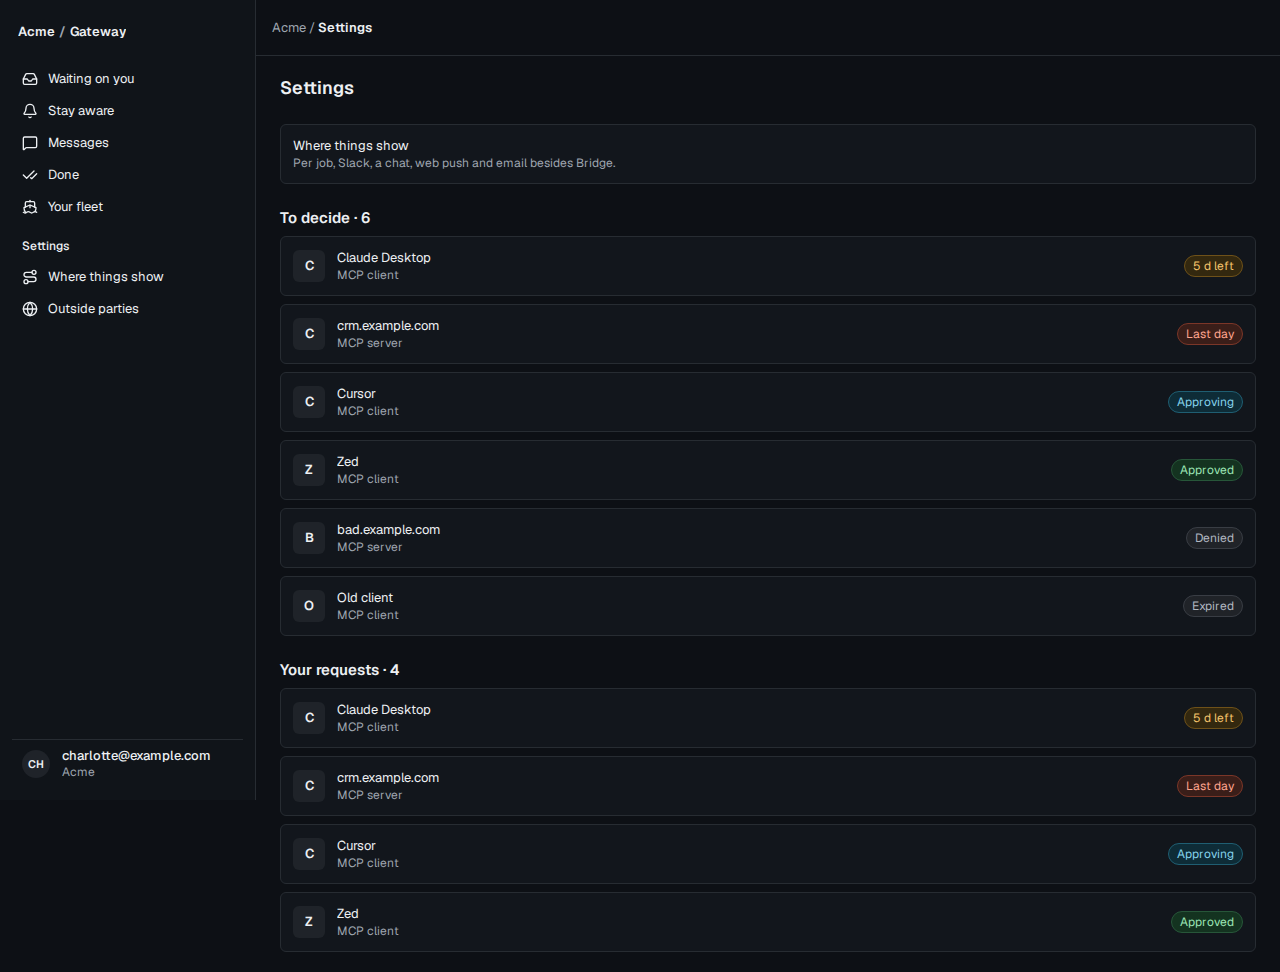 Acme / Gateway
Waiting on you
Stay aware
Messages
Done
Your fleet
Settings
Where things show
Outside parties
CH
charlotte@example.com
Acme
Acme / Settings
Settings
Where things show
Per job, Slack, a chat, web push and email besides Bridge.
To decide · 6
C
Claude Desktop
MCP client
5 d left
C
crm.example.com
MCP server
Last day
C
Cursor
MCP client
Approving
Z
Zed
MCP client
Approved
B
bad.example.com
MCP server
Denied
O
Old client
MCP client
Expired
Your requests · 4
C
Claude Desktop
MCP client
5 d left
C
crm.example.com
MCP server
Last day
C
Cursor
MCP client
Approving
Z
Zed
MCP client
Approved